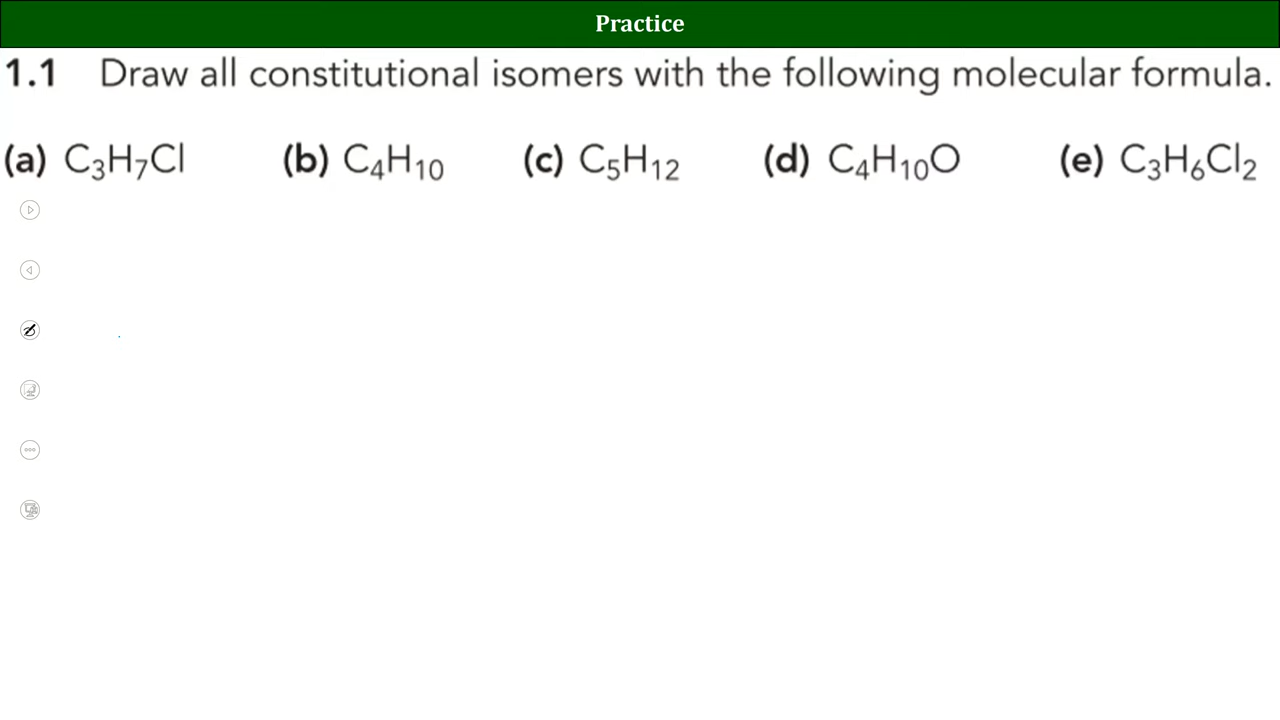 Practice
1.1 Draw all constitutional isomers with the following molecular formula.
(a) C₃H₇Cl (b) C₄H₁₀ (c) C₅H₁₂ (d) C₄H₁₀O (e) C₃H₆Cl₂